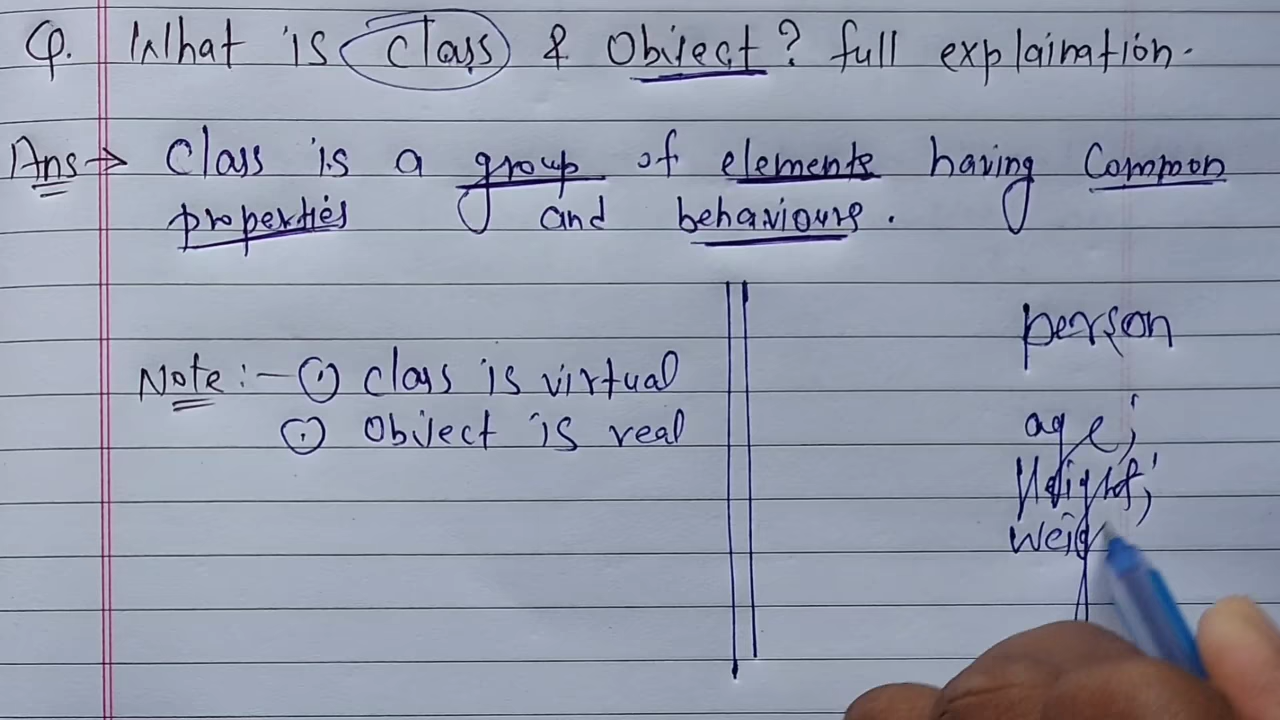 Q. What is class & Object? full explaination.
Ans → Class is a group of elements having Common
properties and behaviours.
Note :- ① class is virtual
⊙ Object is real
person
age;
Height;
Weig